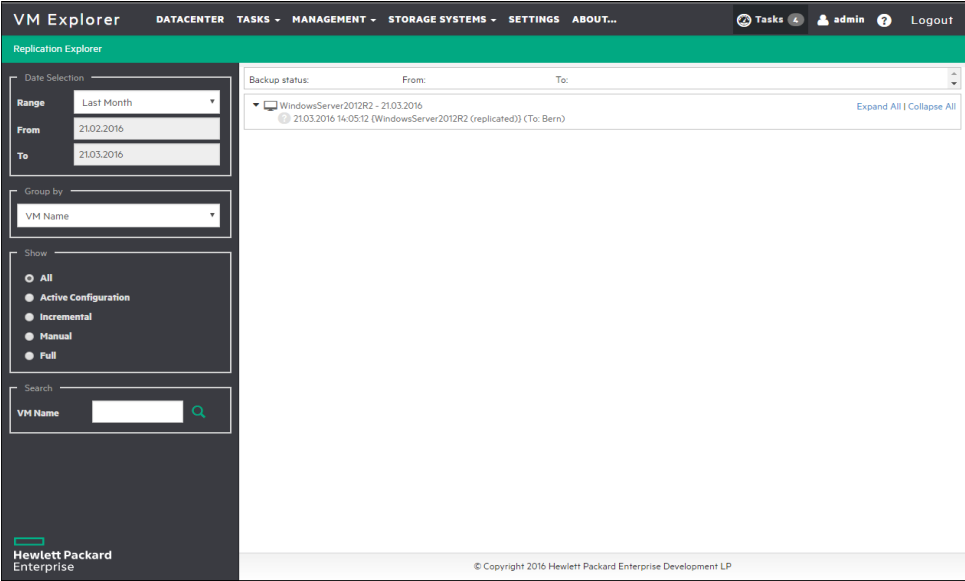 VM Explorer DATACENTER TASKS MANAGEMENT STORAGE SYSTEMS SETTINGS ABOUT... Tasks 4 admin ? Logout
Replication Explorer
Date Selection
Range Last Month
From 21.02.2016
To 21.03.2016
Group by
VM Name
Show
All
Active Configuration
Incremental
Manual
Full
Search
VM Name
Hewlett Packard
Enterprise
Backup status: From: To:
WindowsServer2012R2 - 21.03.2016 Expand All | Collapse All
? 21.03.2016 14:05:12 {WindowsServer2012R2 (replicated)} (To: Bern)
© Copyright 2016 Hewlett Packard Enterprise Development LP